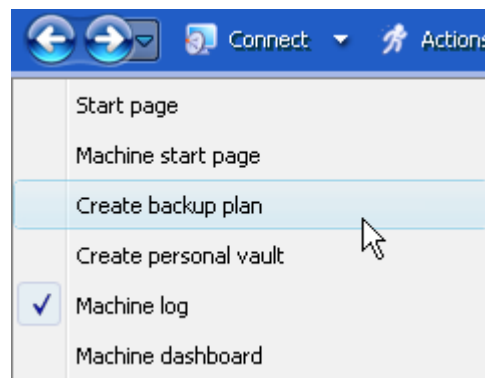 Connect Actions
Start page
Machine start page
Create backup plan
Create personal vault
Machine log
Machine dashboard